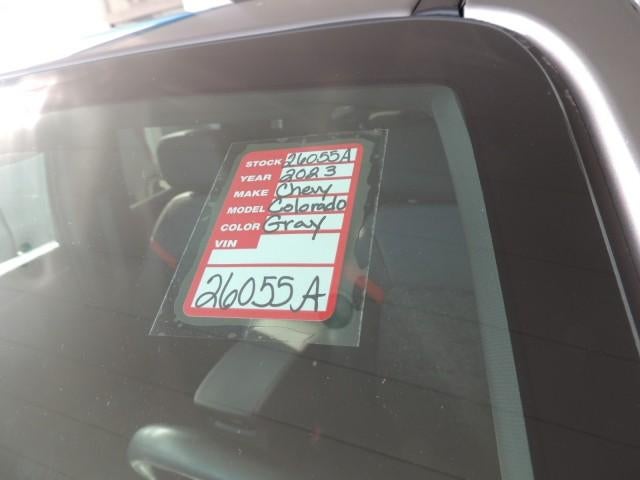 STOCK 26055A
YEAR 2023
MAKE Chevy
MODEL Colorado
COLOR Gray
VIN
26055A